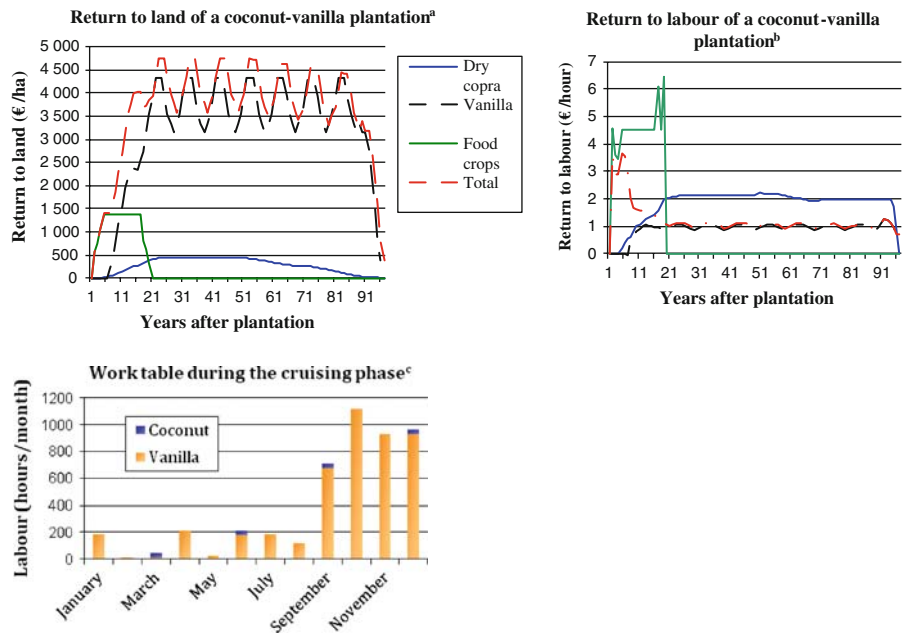 Return to land of a coconut-vanilla plantationᵃ
Return to land (€/ha)
5 000
4 500
4 000
3 500
3 000
2 500
2 000
1 500
1 000
500
0
1 11 21 31 41 51 61 71 81 91
Years after plantation
Dry
copra
Vanilla
Food
crops
Total
Return to labour of a coconut-vanilla
plantationᵇ
Return to labour (€/hour)
7
6
5
4
3
2
1
0
1 11 21 31 41 51 61 71 81 91
Years after plantation
Work table during the cruising phaseᶜ
Labour (hours/month)
1200
1000
800
600
400
200
0
Coconut
Vanilla
January March May July September November